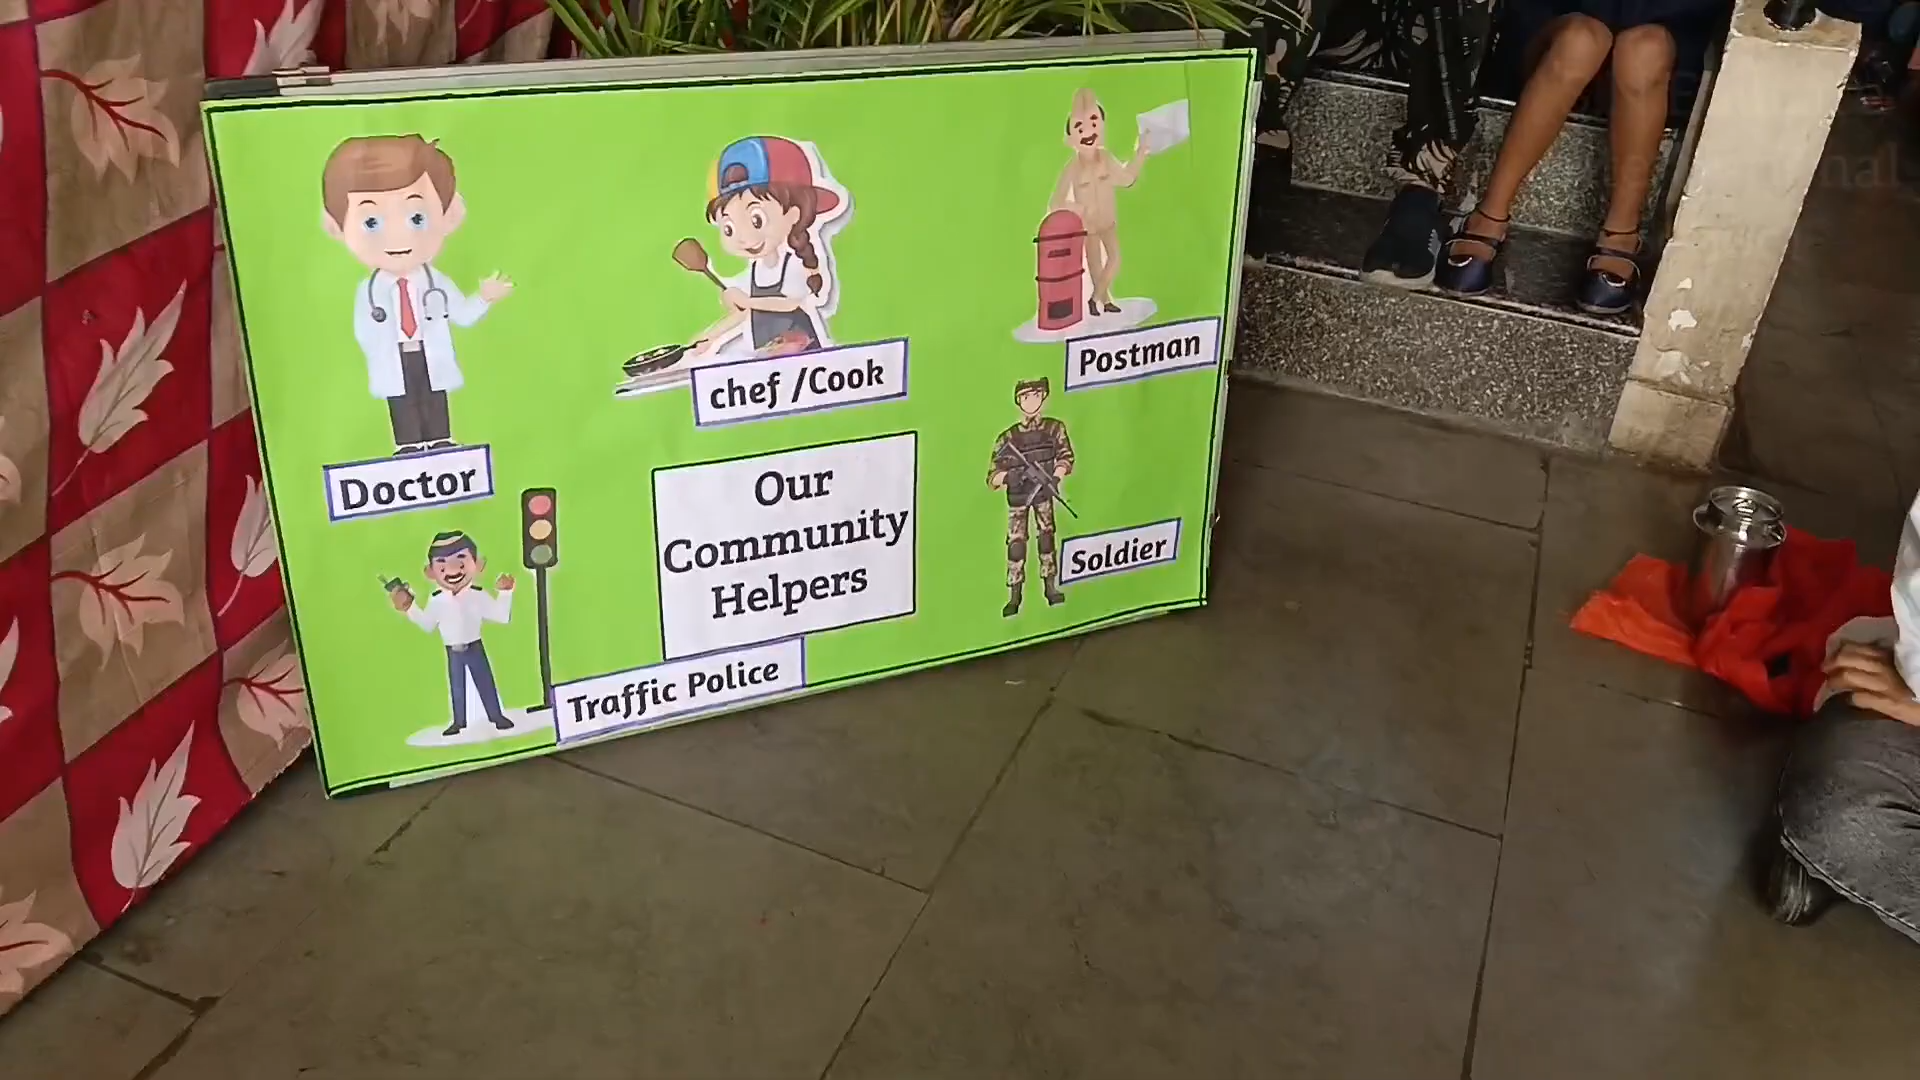 Doctor
chef /Cook
Postman
Our
Community
Helpers
Soldier
Traffic Police